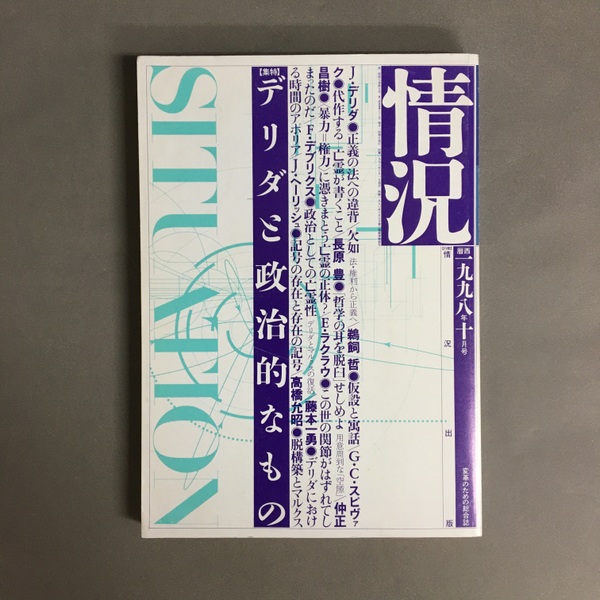 情況
西暦一九九八年十月号
情況出版
変革のための総合誌
J・デリダ●正義の法への違背/欠如 法・権利から正義へ/鵜飼 哲●仮設と寓話/G・C・スピヴァ
ク●代作する/亡霊が書くこと/長原 豊●「哲学の耳を脱臼」せしめよ 用意周到な「空隙」/仲正
昌樹●〈暴力=権力〉に憑きまとう亡霊の正体?/E・ラクラウ●この世の関節がはずれてし
まったのだ/F・テブリクス●政治としての亡霊性 デリダとマルクスの復活/藤本一勇●デリダにおけ
る時間のアポリア/J・ヘーリッシュ●記号の存在と存在の記号/高橋允昭●脱構築とマルクス
【特集】
デリダと政治的なもの
SITUATION